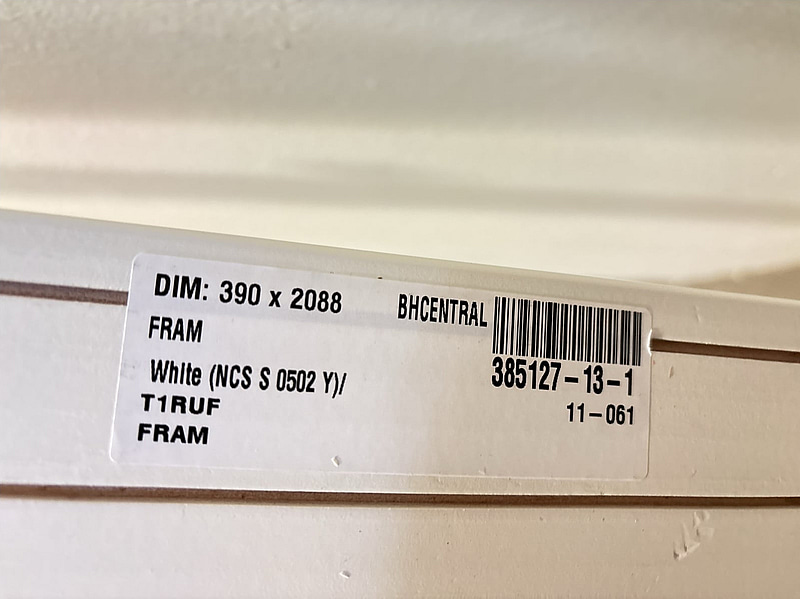 DIM: 390 x 2088
FRAM
White (NCS S 0502 Y)/
T1RUF
FRAM
BHCENTRAL
385127-13-1
11-061